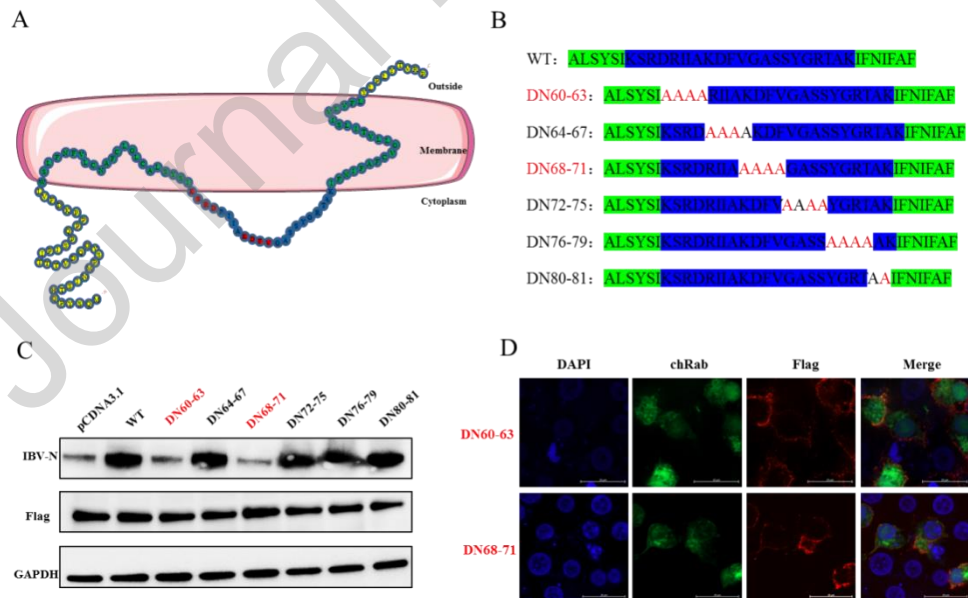 Journal
A
Outside
Membrane
Cytoplasm
B
WT: ALSYSIKSRDRIIAKDFVGASSYGRTAKIFNIFAF
DN60-63: ALSYSIAAAARIIAKDFVGASSYGRTAKIFNIFAF
DN64-67: ALSYSIKSRDAAAAKDFVGASSYGRTAKIFNIFAF
DN68-71: ALSYSIKSRDRIIAAAAAGASSYGRTAKIFNIFAF
DN72-75: ALSYSIKSRDRIIAKDFVAAAAYGRTAKIFNIFAF
DN76-79: ALSYSIKSRDRIIAKDFVGASSAAAAAKIFNIFAF
DN80-81: ALSYSIKSRDRIIAKDFVGASSYGRTAAIFNIFAF
C
pCDNA3.1 WT DN60-63 DN64-67 DN68-71 DN72-75 DN76-79 DN80-81
IBV-N
Flag
GAPDH
D
DAPI chRab Flag Merge
DN60-63
DN68-71